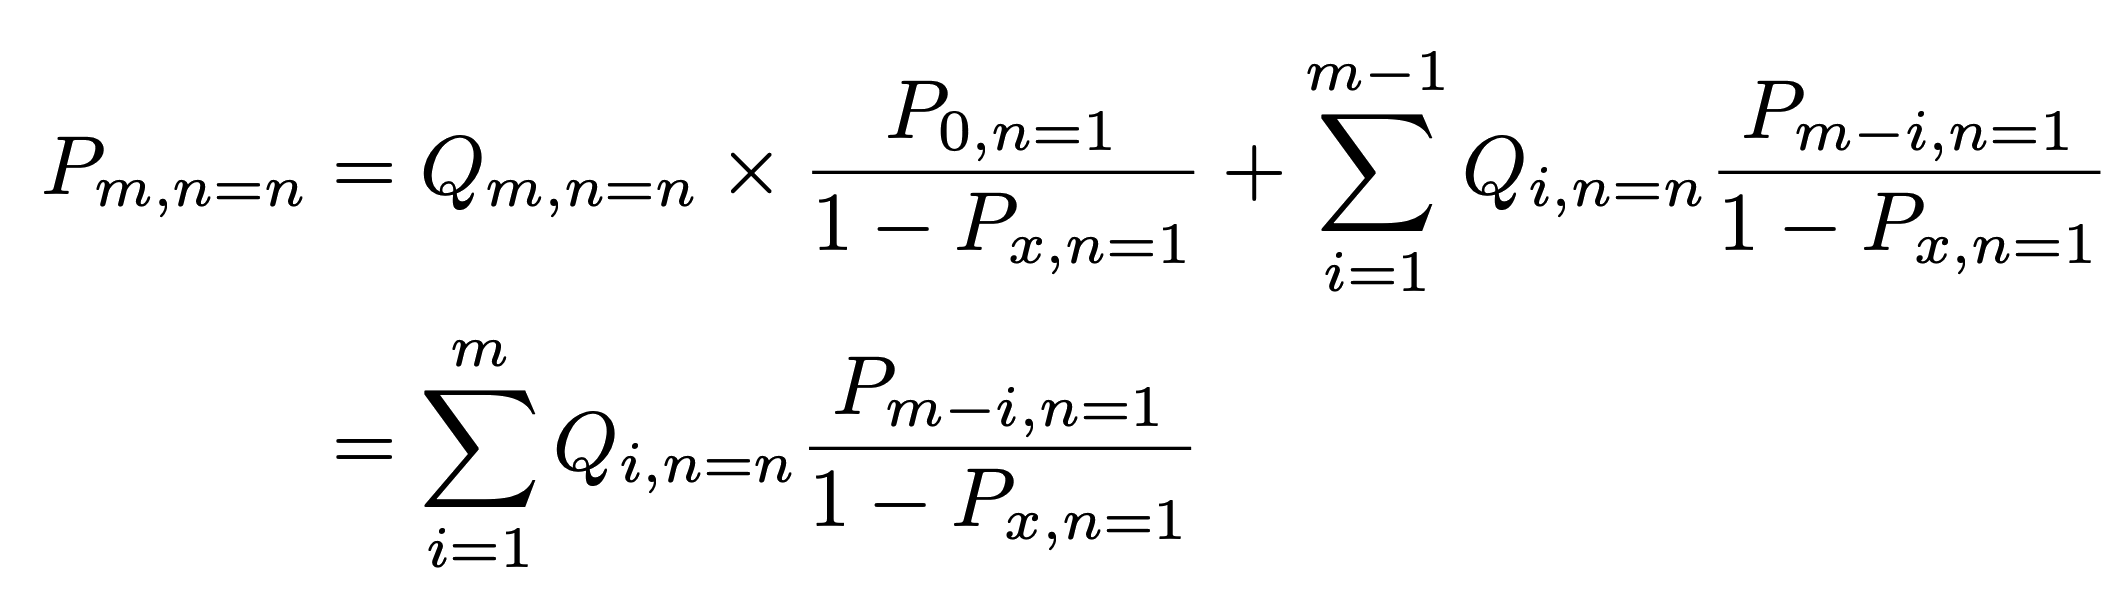 $P_{m,n=n} = Q_{m,n=n} \times \frac{P_{0,n=1}}{1 - P_{x,n=1}} + \sum_{i=1}^{m-1} Q_{i,n=n} \frac{P_{m-i,n=1}}{1 - P_{x,n=1}}$
$= \sum_{i=1}^{m} Q_{i,n=n} \frac{P_{m-i,n=1}}{1 - P_{x,n=1}}$